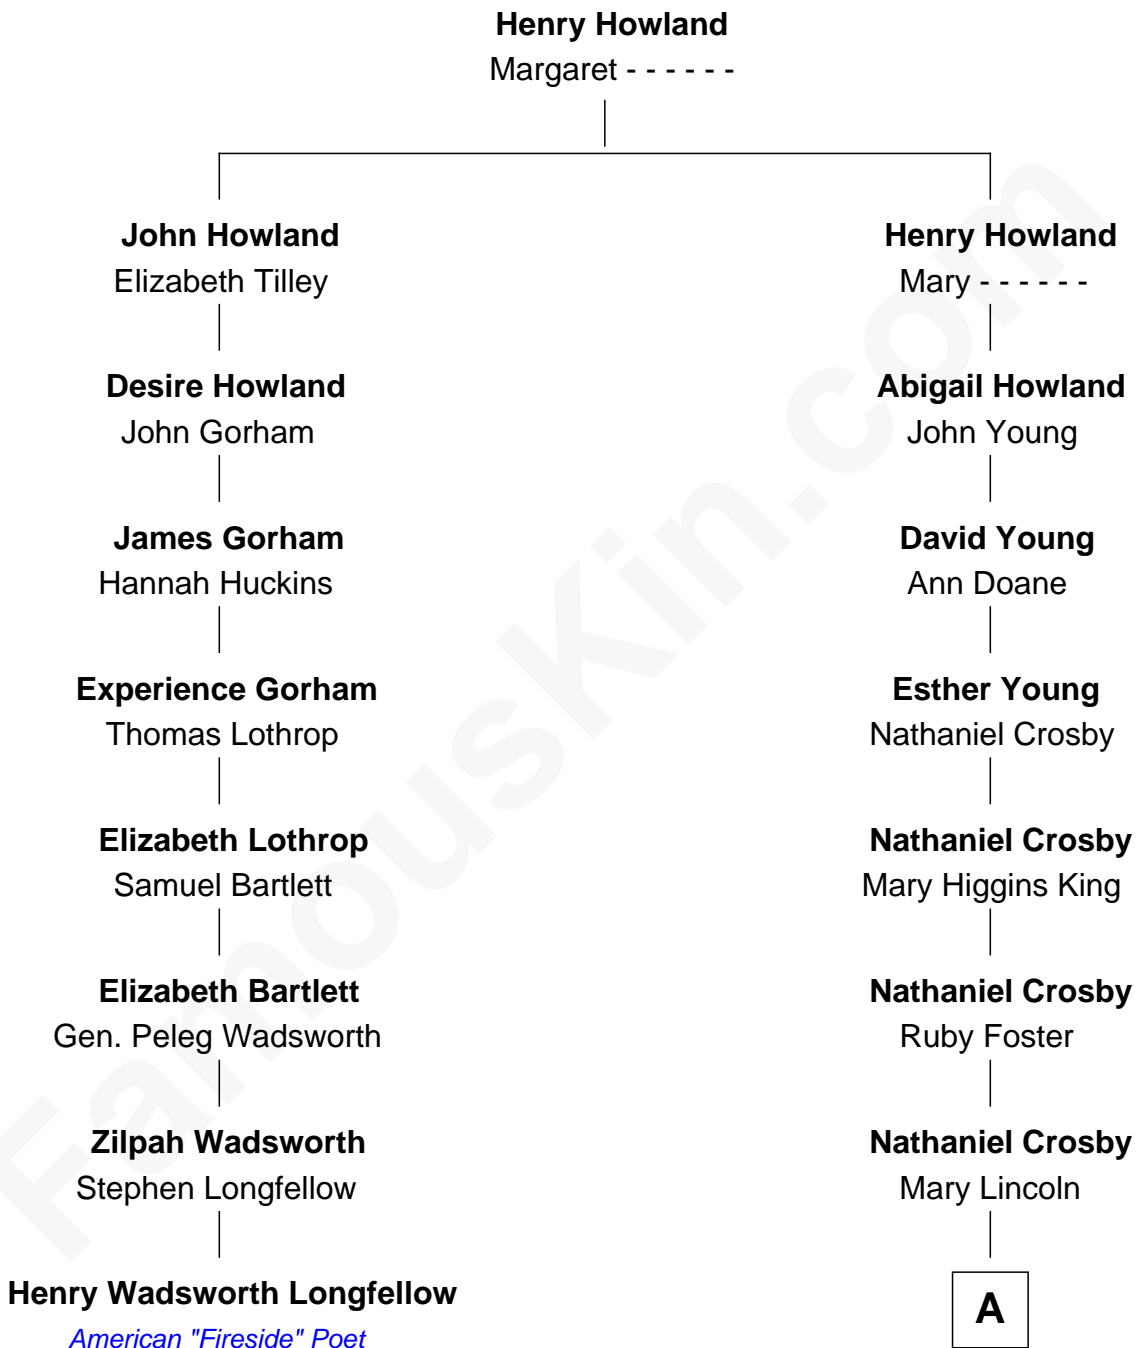 Henry Howland
Margaret - - - - - -
John Howland
Elizabeth Tilley
Henry Howland
Mary - - - - - -
Desire Howland
John Gorham
Abigail Howland
John Young
James Gorham
Hannah Huckins
David Young
Ann Doane
Experience Gorham
Thomas Lothrop
Esther Young
Nathaniel Crosby
Elizabeth Lothrop
Samuel Bartlett
Nathaniel Crosby
Mary Higgins King
Elizabeth Bartlett
Gen. Peleg Wadsworth
Nathaniel Crosby
Ruby Foster
Zilpah Wadsworth
Stephen Longfellow
Nathaniel Crosby
Mary Lincoln
Henry Wadsworth Longfellow
American "Fireside" Poet
A
FamousKin.com